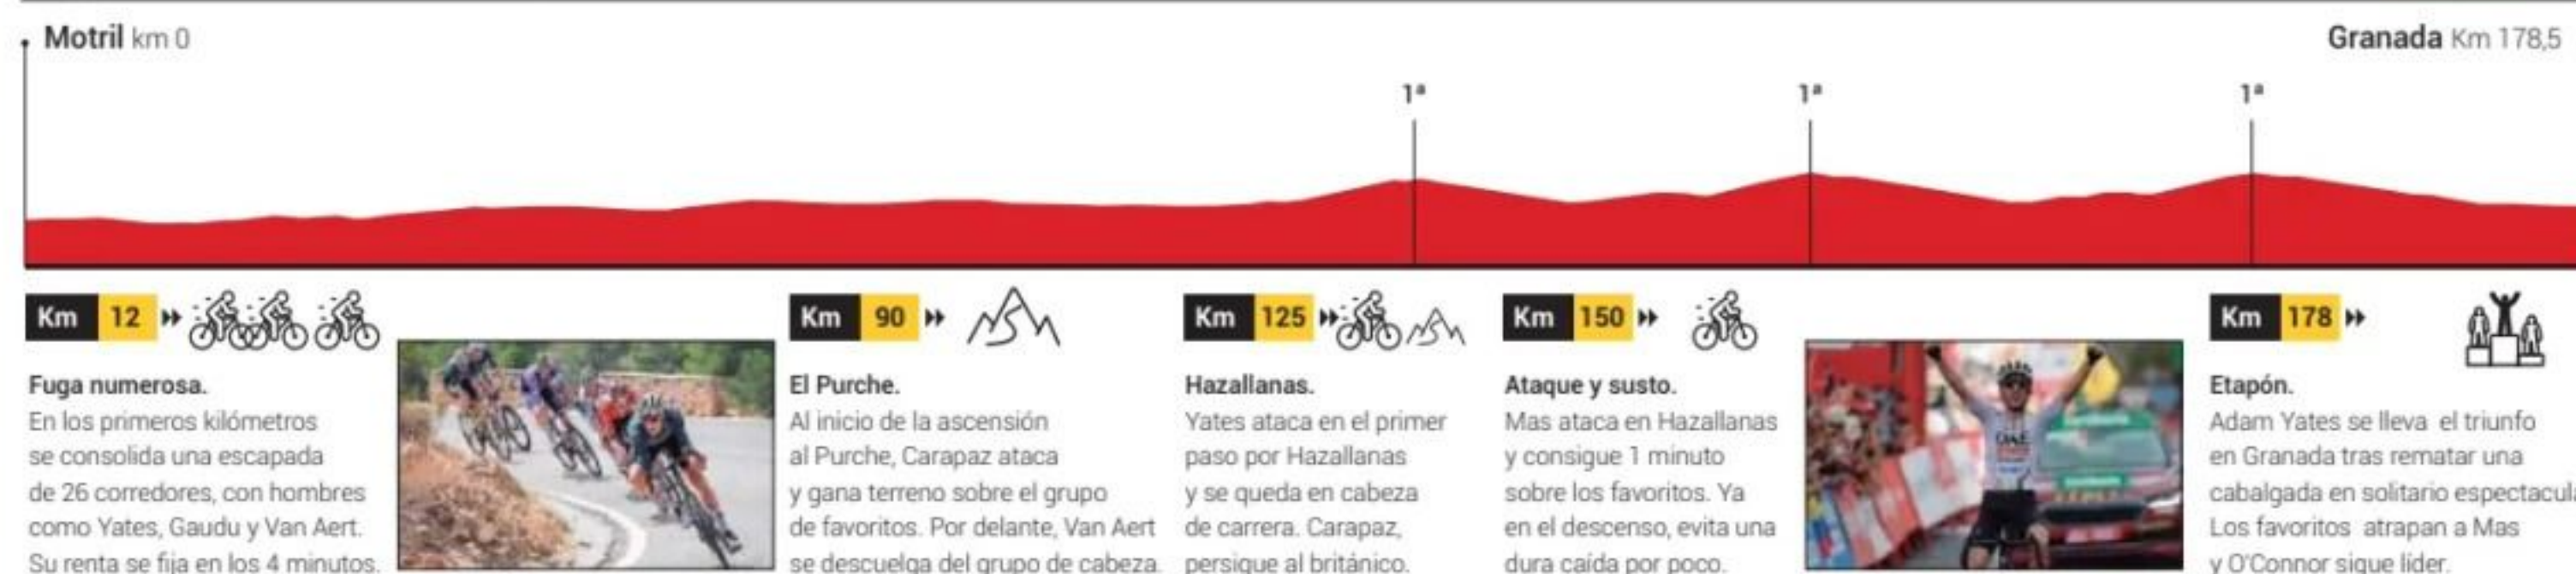 Motril km 0
Granada Km 178,5
1ª
1ª
1ª
Km 12
Fuga numerosa.
En los primeros kilómetros
se consolida una escapada
de 26 corredores, con hombres
como Yates, Gaudu y Van Aert.
Su renta se fija en los 4 minutos.
Km 90
El Purche.
Al inicio de la ascensión
al Purche, Carapaz ataca
y gana terreno sobre el grupo
de favoritos. Por delante, Van Aert
se descuelga del grupo de cabeza.
Km 125
Hazallanas.
Yates ataca en el primer
paso por Hazallanas
y se queda en cabeza
de carrera. Carapaz,
persigue al británico.
Km 150
Ataque y susto.
Mas ataca en Hazallanas
y consigue 1 minuto
sobre los favoritos. Ya
en el descenso, evita una
dura caída por poco.
UAE
Km 178
Etapón.
Adam Yates se lleva el triunfo
en Granada tras rematar una
cabalgada en solitario espectacula
Los favoritos atrapan a Mas
y O'Connor sigue líder.